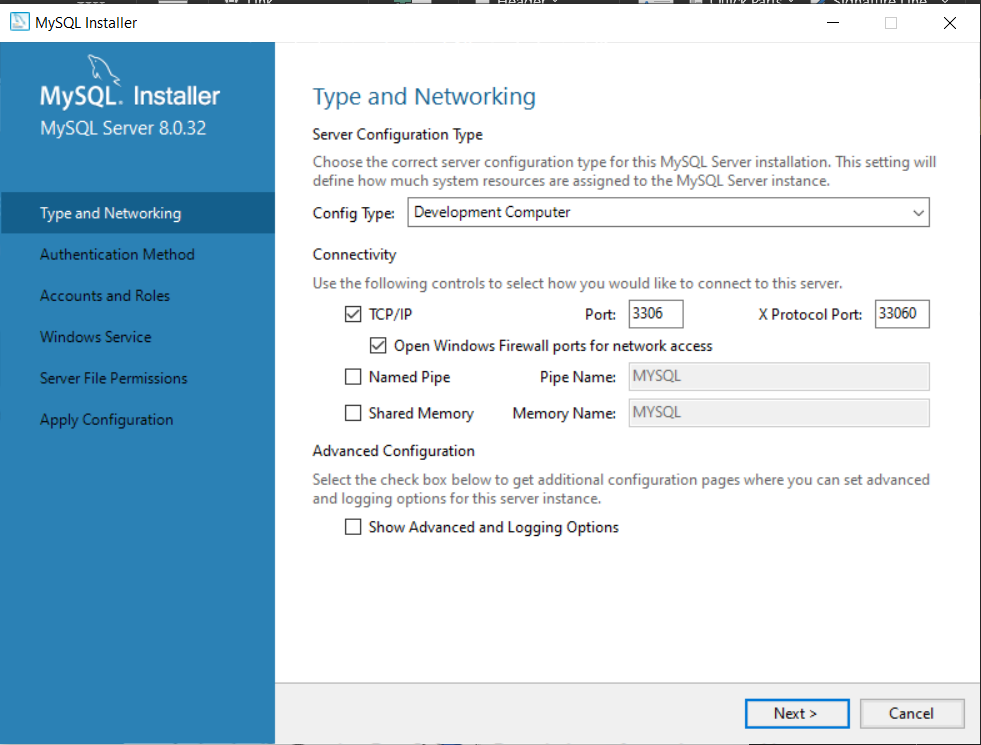 Link
Header
Quick Parts
Signature Line
MySQL Installer
MySQL. Installer
MySQL Server 8.0.32
Type and Networking
Authentication Method
Accounts and Roles
Windows Service
Server File Permissions
Apply Configuration
Type and Networking
Server Configuration Type
Choose the correct server configuration type for this MySQL Server installation. This setting will
define how much system resources are assigned to the MySQL Server instance.
Config Type: Development Computer
Connectivity
Use the following controls to select how you would like to connect to this server.
TCP/IP Port: 3306 X Protocol Port: 33060
Open Windows Firewall ports for network access
Named Pipe Pipe Name: MYSQL
Shared Memory Memory Name: MYSQL
Advanced Configuration
Select the check box below to get additional configuration pages where you can set advanced
and logging options for this server instance.
Show Advanced and Logging Options
Next > Cancel